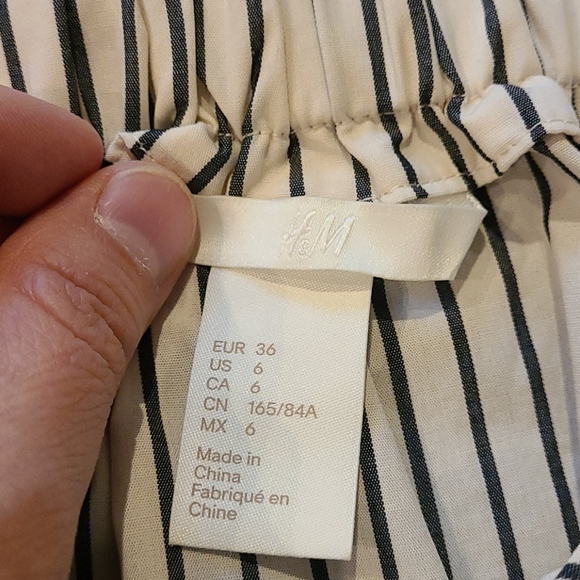 H&M
EUR 36
US 6
CA 6
CN 165/84A
MX 6
Made in
China
Fabriqué en
Chine